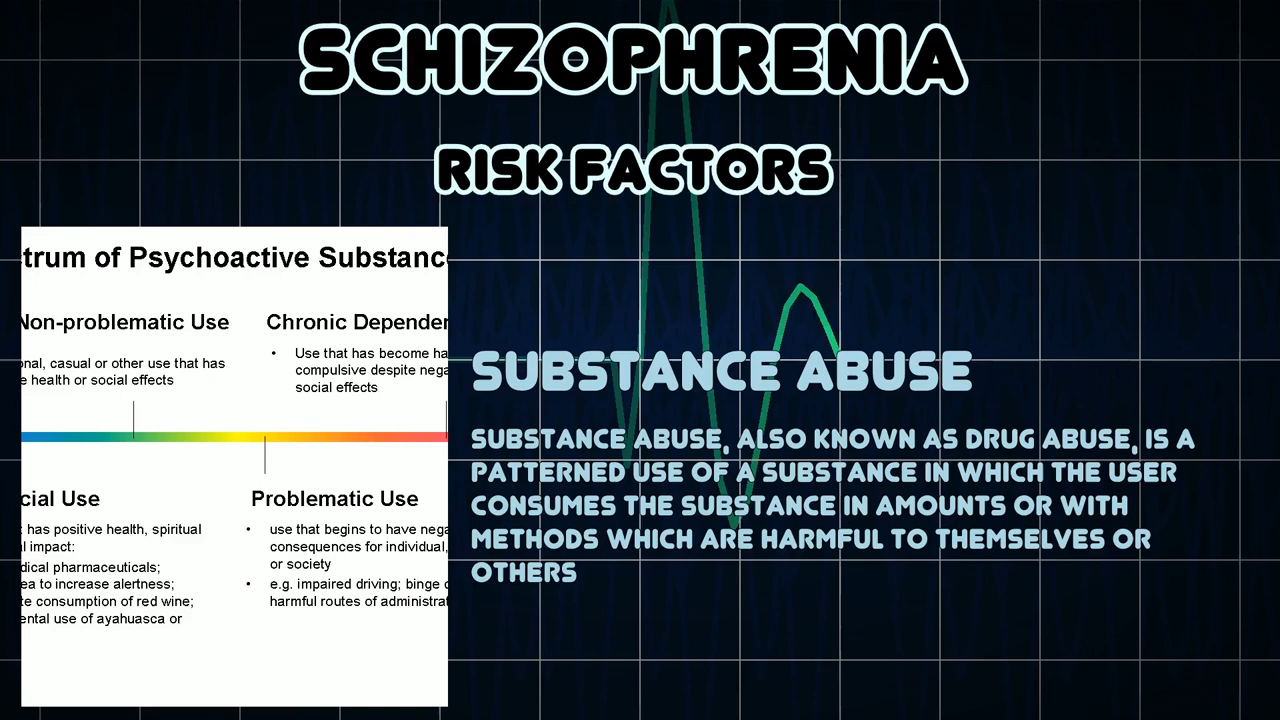 SCHIZOPHRENIA
RISK FACTORS
trum of Psychoactive Substanc
Non-problematic Use
onal, casual or other use that has
e health or social effects
Chronic Depender
• Use that has become ha
compulsive despite nega
social effects
cial Use
t has positive health, spiritual
l impact:
dical pharmaceuticals;
ea to increase alertness;
te consumption of red wine;
ental use of ayahuasca or
Problematic Use
• use that begins to have nega
consequences for individual,
or society
• e.g. impaired driving; binge c
harmful routes of administrat
SUBSTANCE ABUSE
SUBSTANCE ABUSE, ALSO KNOWN AS DRUG ABUSE, IS A
PATTERNED USE OF A SUBSTANCE IN WHICH THE USER
CONSUMES THE SUBSTANCE IN AMOUNTS OR WITH
METHODS WHICH ARE HARMFUL TO THEMSELVES OR
OTHERS